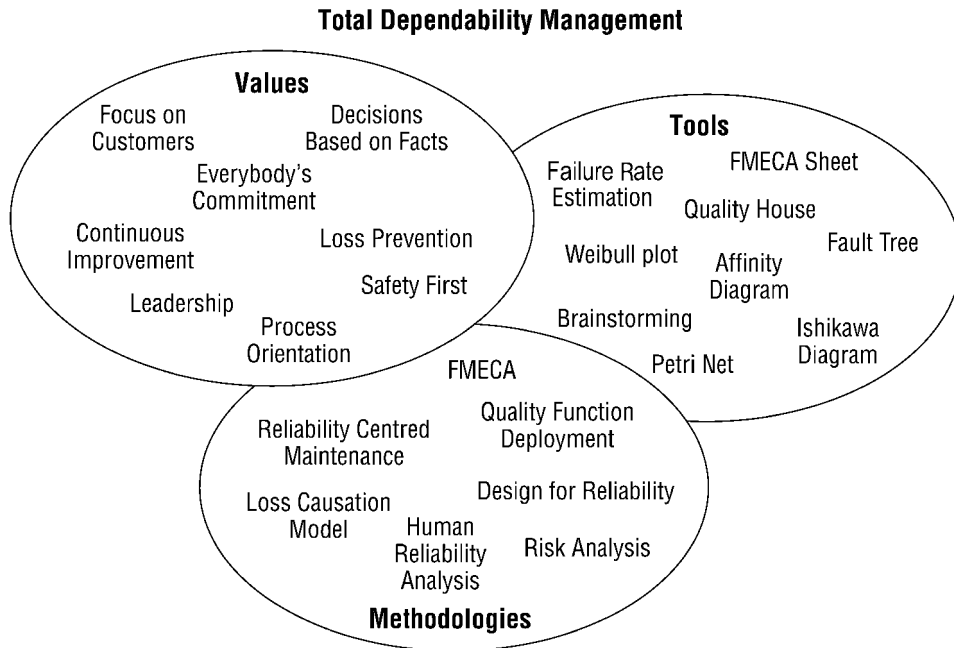 Total Dependability Management
Values
Focus on
Customers
Decisions
Based on Facts
Everybody's
Commitment
Continuous
Improvement
Loss Prevention
Safety First
Leadership
Process
Orientation
Tools
FMECA Sheet
Failure Rate
Estimation
Quality House
Fault Tree
Weibull plot
Affinity
Diagram
Brainstorming
Ishikawa
Diagram
Petri Net
FMECA
Quality Function
Deployment
Reliability Centred
Maintenance
Design for Reliability
Loss Causation
Model
Human
Reliability
Analysis
Risk Analysis
Methodologies